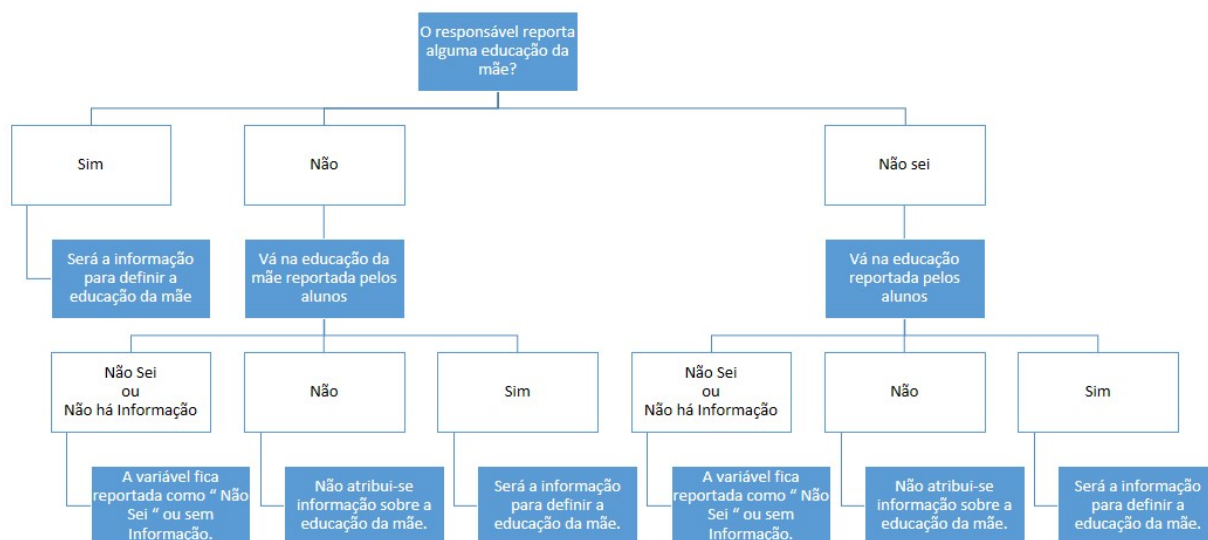 O responsável reporta
alguma educação da
mãe?
Sim
Não
Não sei
Será a informação
para definir a
educação da mãe
Vá na educação da
mãe reportada pelos
alunos
Vá na educação
reportada pelos
alunos
Não Sei
ou
Não há Informação
Não
Sim
Não Sei
ou
Não há Informação
Não
Sim
A variável fica
reportada como “ Não
Sei “ ou sem
Informação.
Não atribui-se
informação sobre a
educação da mãe.
Será a informação
para definir a
educação da mãe.
A variável fica
reportada como “ Não
Sei “ ou sem
Informação.
Não atribui-se
informação sobre a
educação da mãe.
Será a informação
para definir a
educação da mãe.